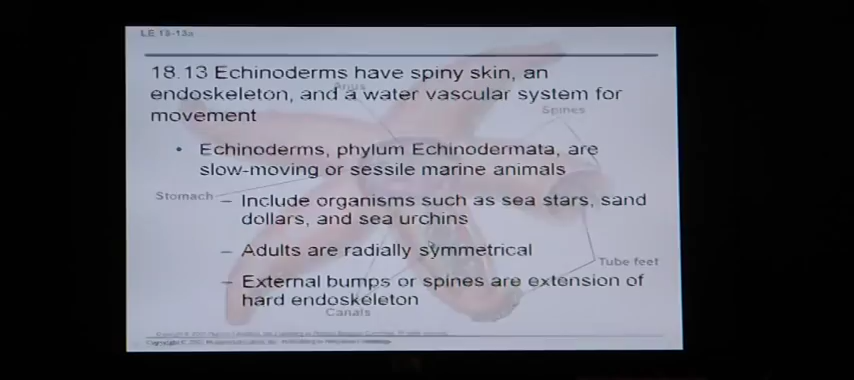 LE 18-13a
18.13 Echinoderms have spiny skin, an
endoskeleton, and a water vascular system for
movement
Anus
Spines
• Echinoderms, phylum Echinodermata, are
slow-moving or sessile marine animals
Stomach
– Include organisms such as sea stars, sand
dollars, and sea urchins
– Adults are radially symmetrical
Tube feet
– External bumps or spines are extension of
hard endoskeleton
Canals
Copyright ©